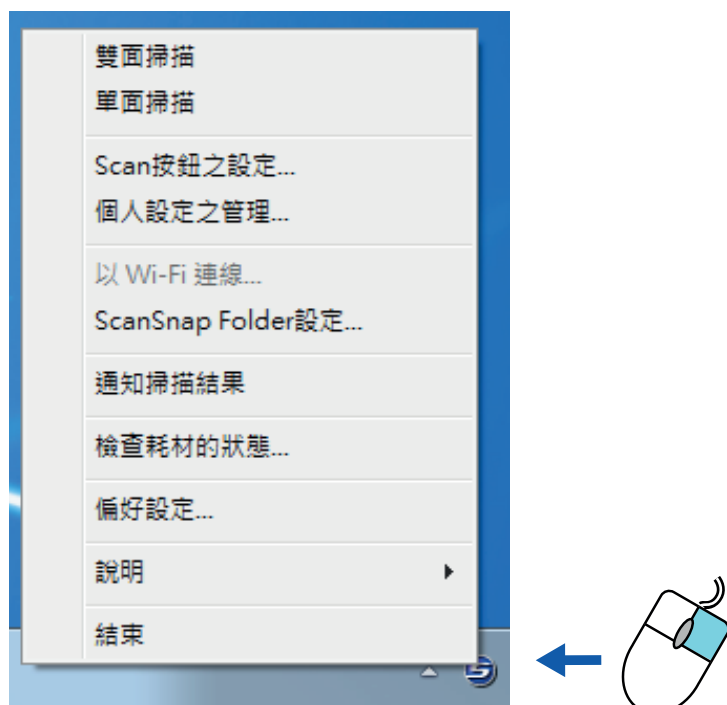 雙面掃描
單面掃描
Scan按鈕之設定...
個人設定之管理...
以 Wi-Fi 連線...
ScanSnap Folder設定...
通知掃描結果
檢查耗材的狀態...
偏好設定...
說明
結束